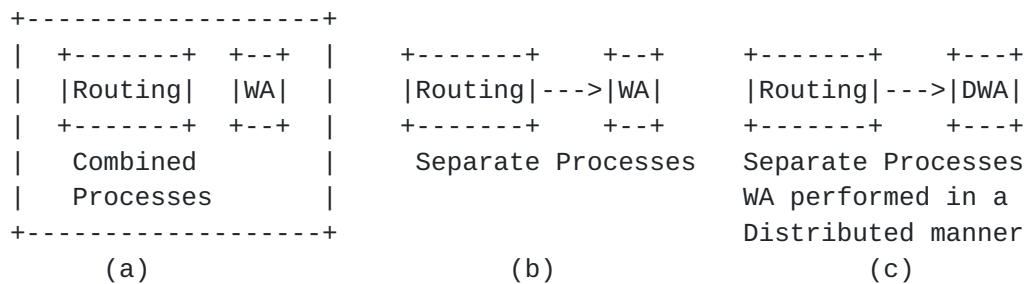 +-------------------+
|  +-------+  +--+  |    +-------+    +--+     +-------+    +---+
|  |Routing|  |WA|  |    |Routing|--->|WA|     |Routing|--->|DWA|
|  +-------+  +--+  |    +-------+    +--+     +-------+    +---+
|   Combined        |     Separate Processes   Separate Processes
|   Processes       |                          WA performed in a
+-------------------+                          Distributed manner
      (a)                       (b)                    (c)